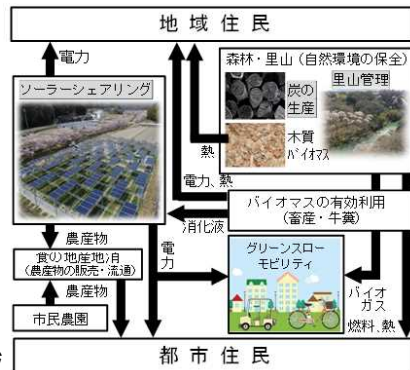 地域住民
電力
森林・里山(自然環境の保全)
ソーラーシェアリング
炭の
生産
里山管理
木質
バイオマス
熱
電力、熱
バイオマスの有効利用
(畜産・牛糞)
消化液
農産物
電
力
グリーンスロー
モビリティ
食の地産地消
(農産物の販売・流通)
農産物
バイオ
ガス
市民農園
燃料、熱
都市住民